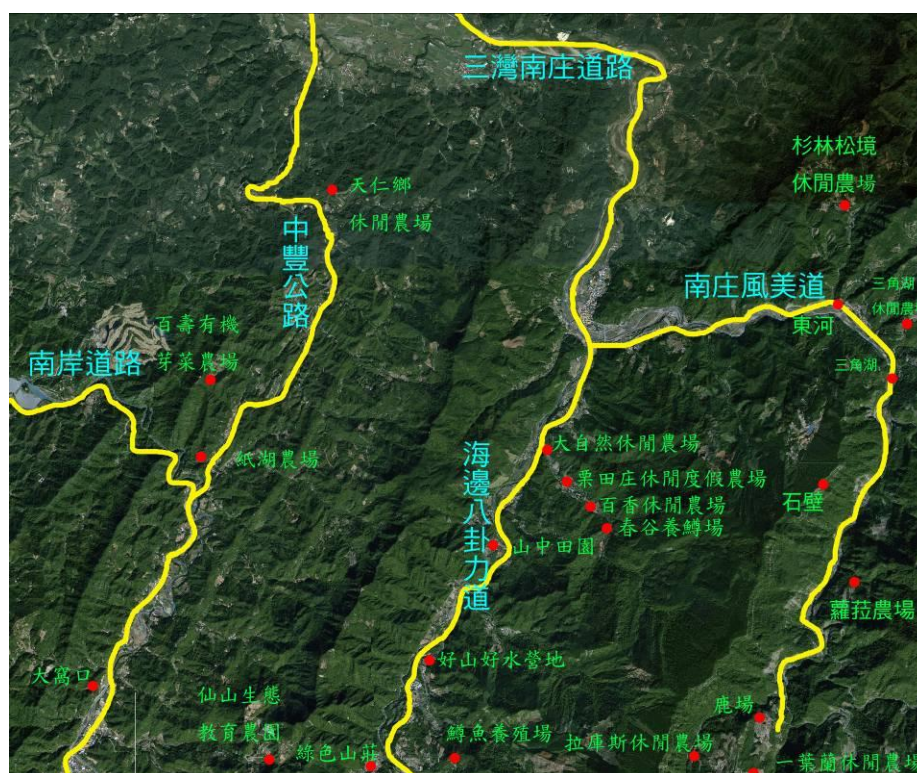 三灣南庄道路
杉林松境
休閒農場
天仁鄉
休閒農場
中豐公路
南庄風美道
三角湖
休閒農
東河
百壽有機
芽菜農場
南岸道路
三角湖
大自然休閒農場
紙湖農場
海邊八卦力道
栗田庄休閒度假農場
石壁
百香休閒農場
春谷養鱒場
山中田園
蘿菈農場
好山好水營地
大窩口
仙山生態
教育農園
鹿場
鱒魚養殖場
拉庫斯休閒農場
綠色山莊
一葉蘭休閒農場